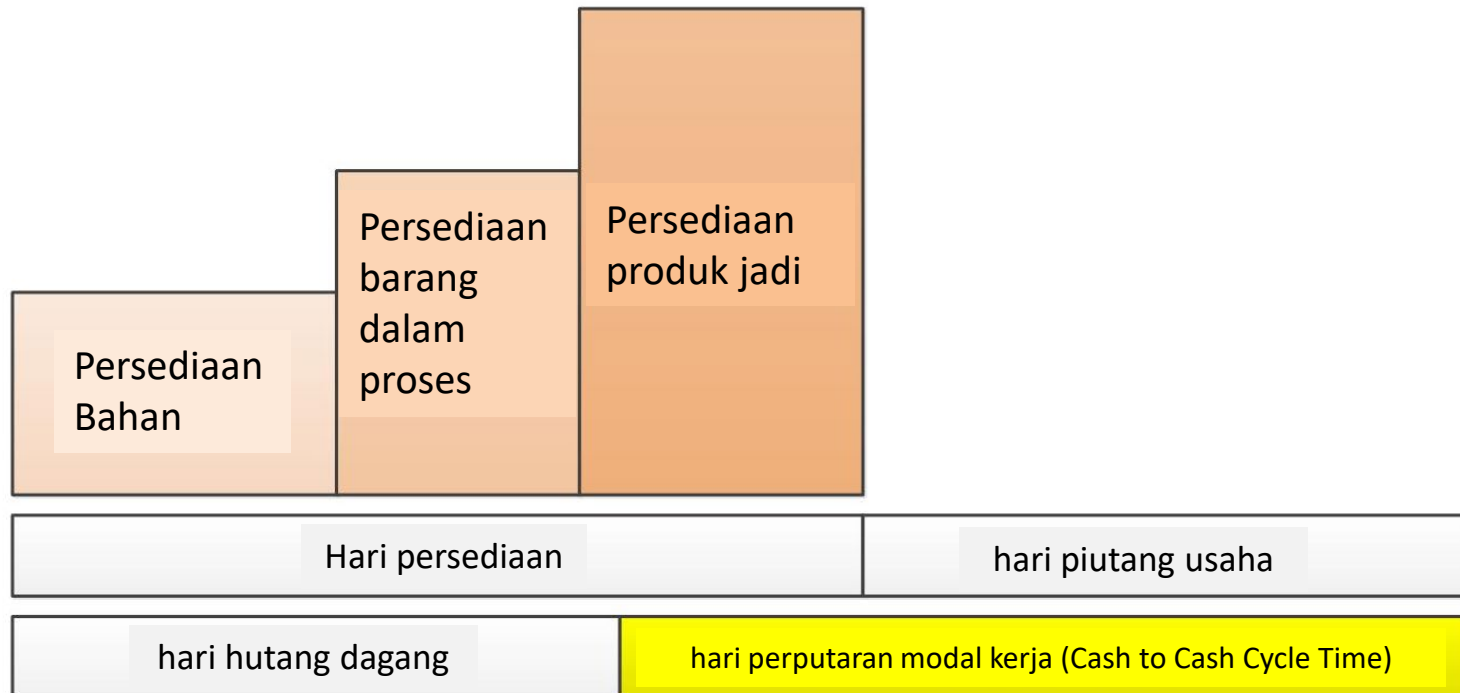 Persediaan
Bahan
Persediaan
barang
dalam
proses
Persediaan
produk jadi
Hari persediaan
hari piutang usaha
hari hutang dagang
hari perputaran modal kerja (Cash to Cash Cycle Time)